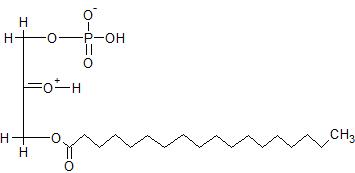 H O⁻
H O P OH
O
O⁺ H
H O CH₃
H O